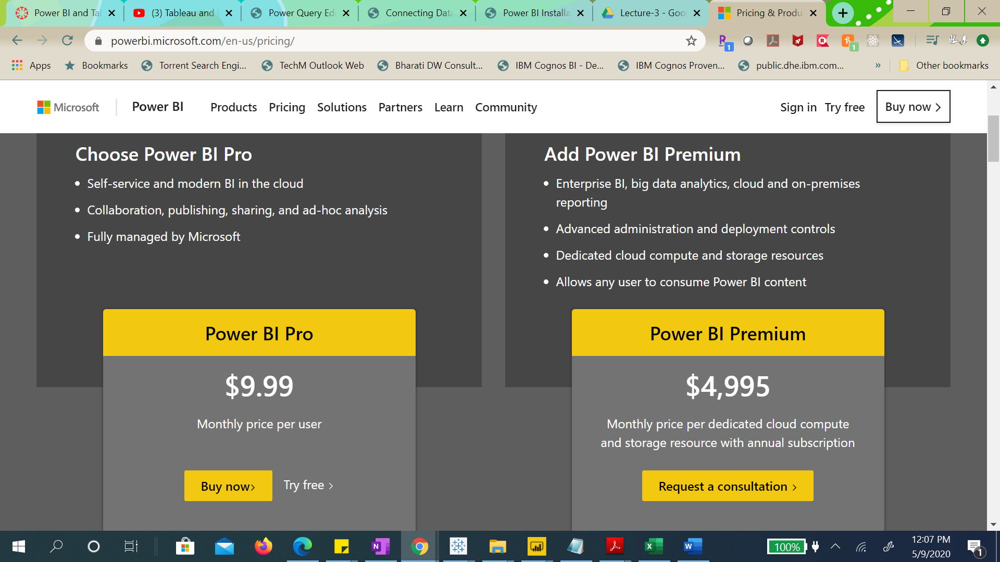 Power BI and Ta
(3) Tableau and
Power Query Edi
Connecting Data
Power BI Installa
Lecture-3 - Goo
Pricing & Produ
powerbi.microsoft.com/en-us/pricing/
1
1
Apps
Bookmarks
Torrent Search Engi...
TechM Outlook Web
Bharati DW Consult...
IBM Cognos BI - De...
IBM Cognos Proven...
public.dhe.ibm.com...
»
Other bookmarks
Microsoft
Power BI
Products
Pricing
Solutions
Partners
Learn
Community
Sign in
Try free
Buy now >
Choose Power BI Pro
• Self-service and modern BI in the cloud
• Collaboration, publishing, sharing, and ad-hoc analysis
• Fully managed by Microsoft
Power BI Pro
$9.99
Monthly price per user
Buy now>
Try free >
Add Power BI Premium
• Enterprise BI, big data analytics, cloud and on-premises
reporting
• Advanced administration and deployment controls
• Dedicated cloud compute and storage resources
• Allows any user to consume Power BI content
Power BI Premium
$4,995
Monthly price per dedicated cloud compute
and storage resource with annual subscription
Request a consultation >
100%
12:07 PM
5/9/2020
1